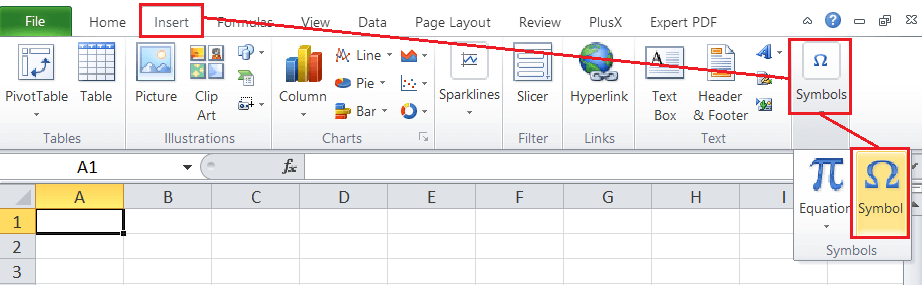 File Insert Formulas View Data Page Layout Review PlusX Expert PDF
PivotTable Table Picture Clip Art Column Line Pie Bar Sparklines Slicer Hyperlink Text Box Header & Footer Symbols
Tables Illustrations Charts Filter Links Text
A1 fx
A B C D E F G H I
1
2
3
π Ω
Equation Symbol
Symbols